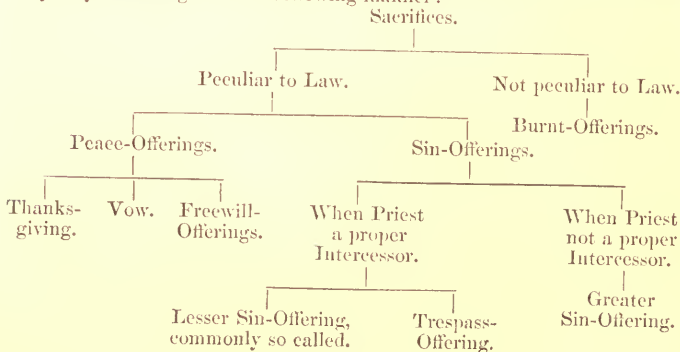 Sacrifices.
Peculiar to Law. Not peculiar to Law.
Burnt-Offerings.
Peace-Offerings. Sin-Offerings.
Thanks-
giving.
Vow.
Freewill-
Offerings.
When Priest
a proper
Intercessor.
When Priest
not a proper
Intercessor.
Lesser Sin-Offering,
commonly so called.
Trespass-
Offering.
Greater
Sin-Offering.